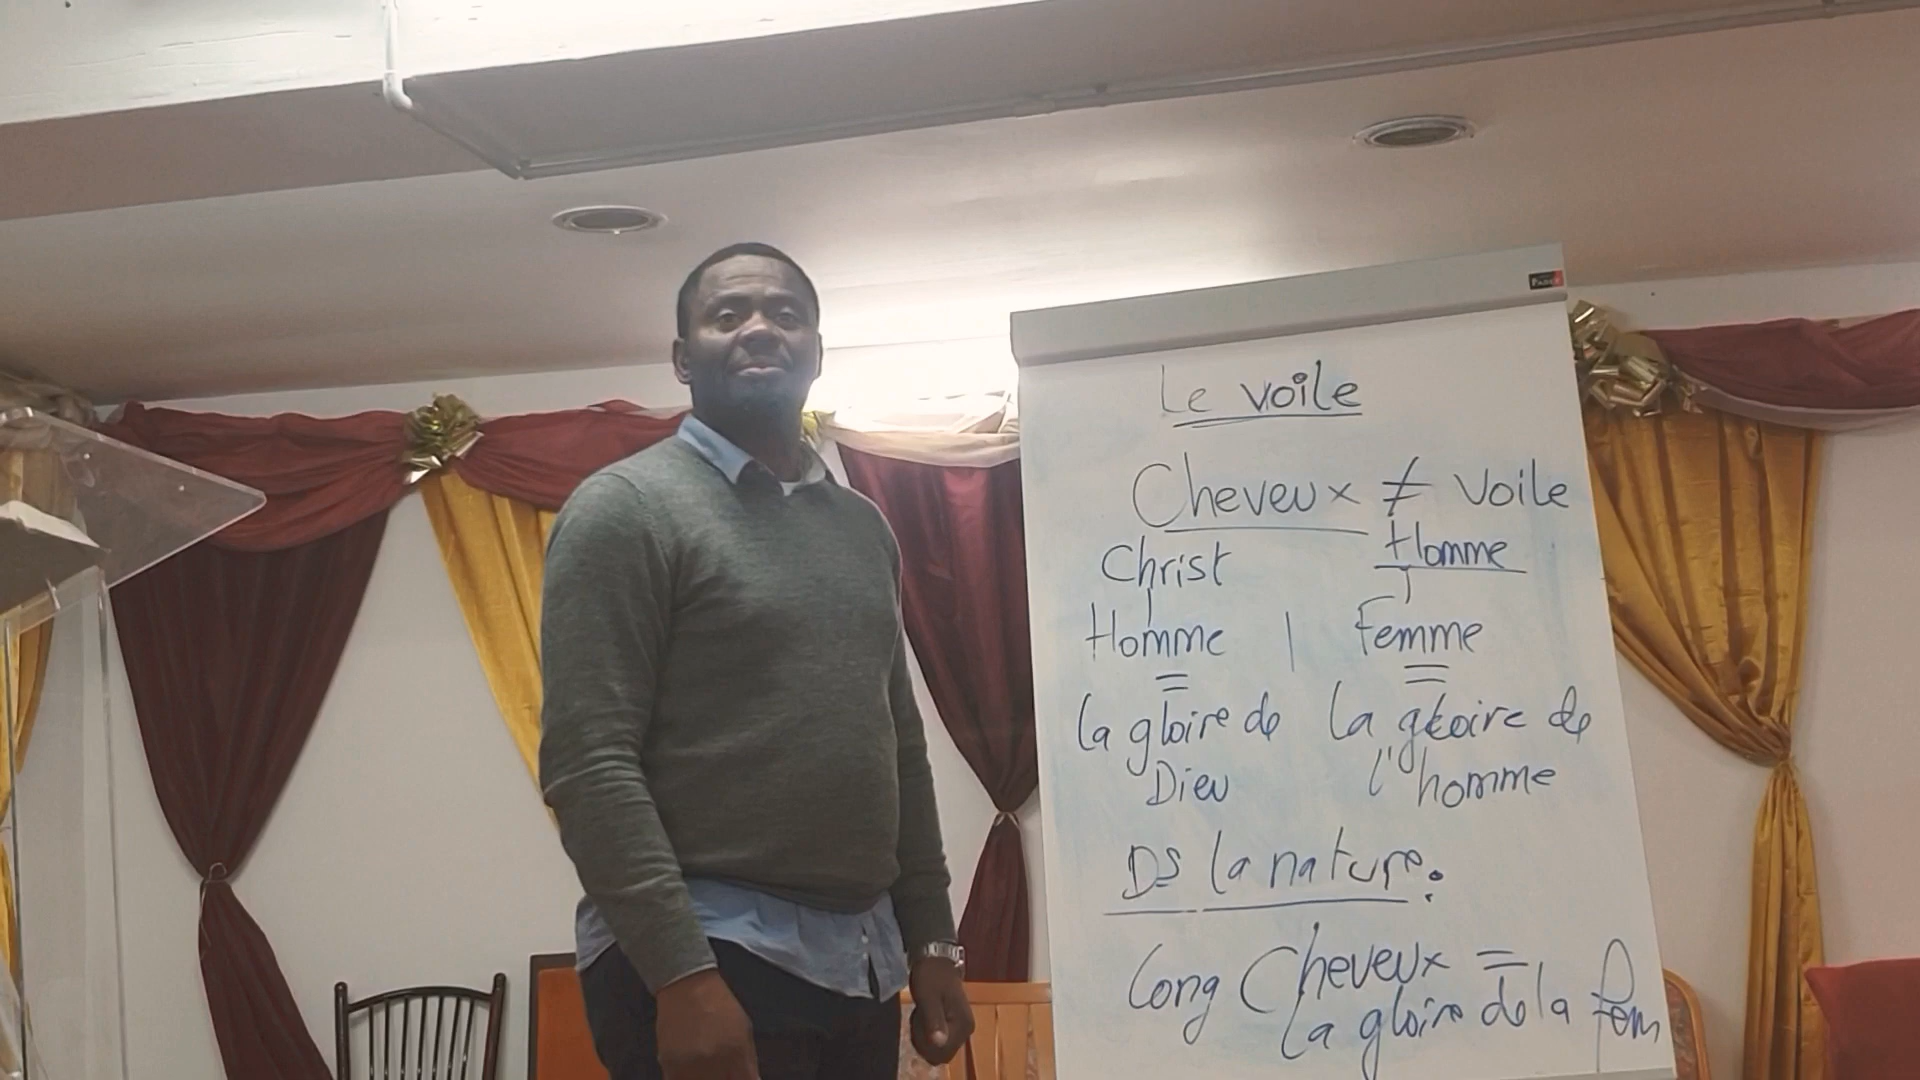 Le voile
Cheveux ≠ voile
Christ Homme
Homme | Femme
= =
la gloire de la gloire de
Dieu l'homme
Ds la nature:
Long Cheveux =
la gloire de la fem